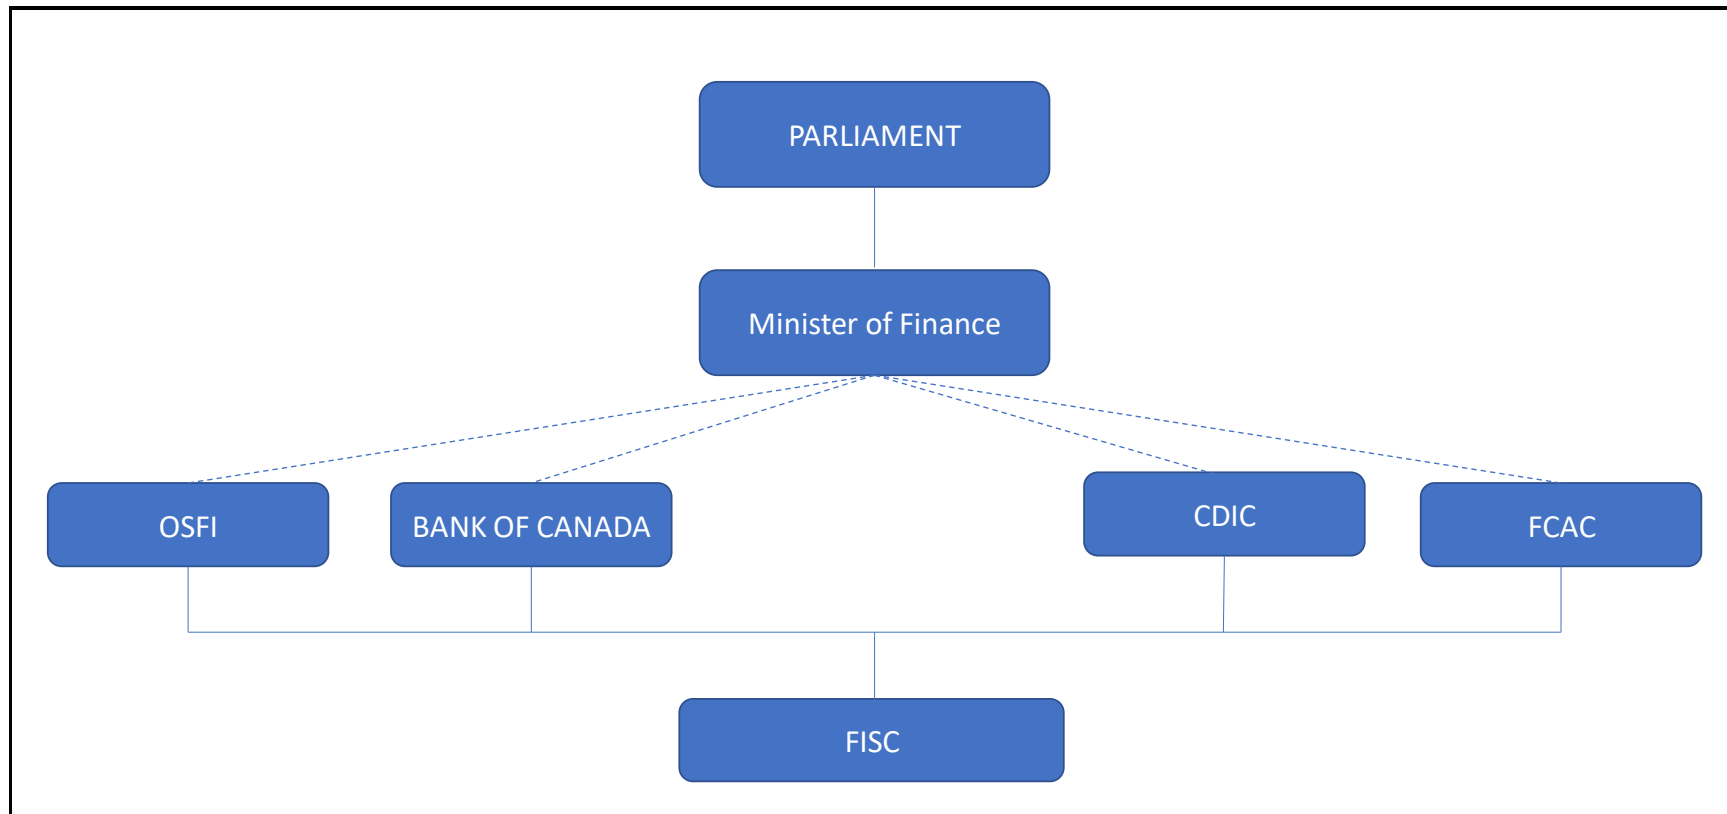 PARLIAMENT
Minister of Finance
OSFI
BANK OF CANADA
CDIC
FCAC
FISC